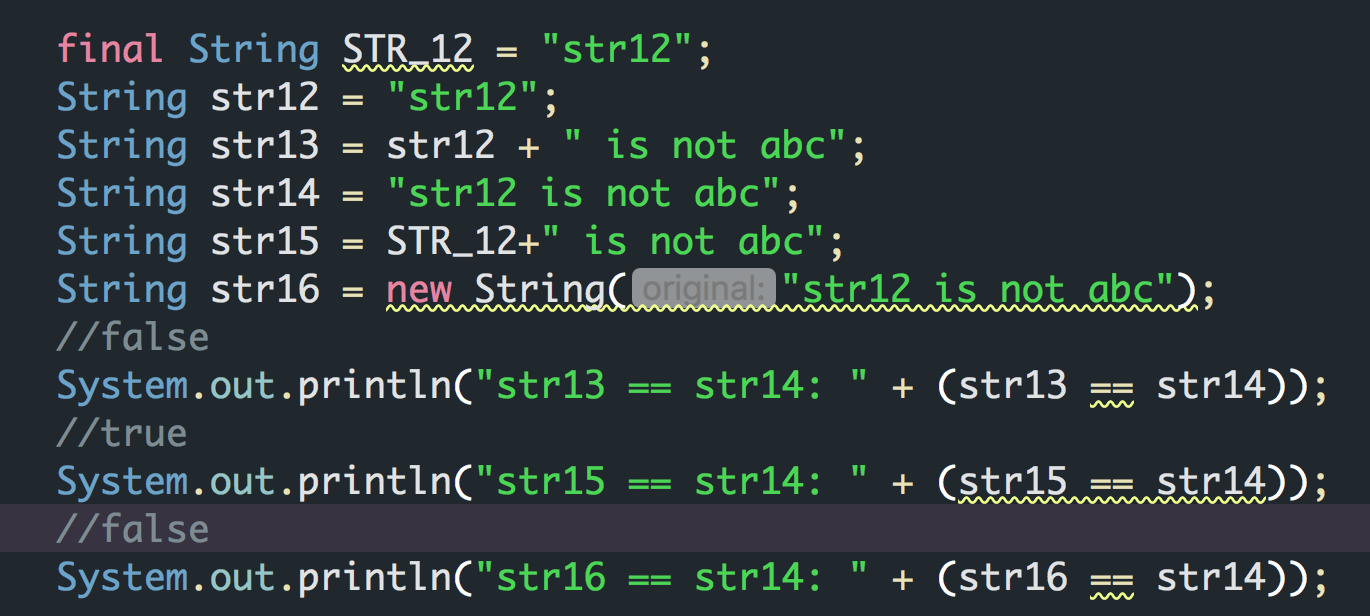 final String STR_12 = "str12";
String str12 = "str12";
String str13 = str12 + " is not abc";
String str14 = "str12 is not abc";
String str15 = STR_12+" is not abc";
String str16 = new String( original: "str12 is not abc");
//false
System.out.println("str13 == str14: " + (str13 == str14));
//true
System.out.println("str15 == str14: " + (str15 == str14));
//false
System.out.println("str16 == str14: " + (str16 == str14));